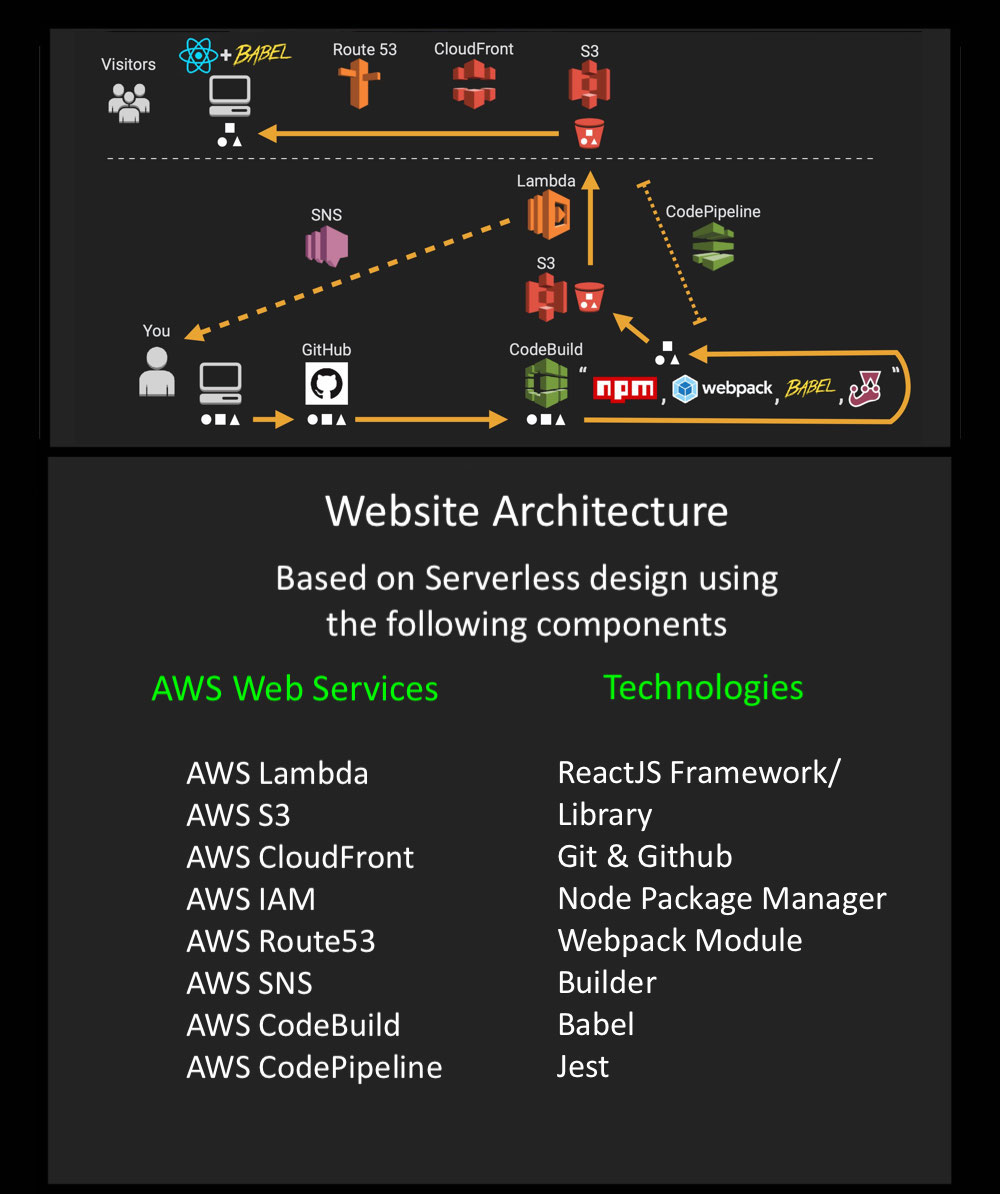 Visitors
+ BABEL
Route 53
CloudFront
S3
Lambda
SNS
CodePipeline
S3
You
GitHub
CodeBuild
“ npm , webpack , BABEL , “
Website Architecture
Based on Serverless design using
the following components
AWS Web Services
AWS Lambda
AWS S3
AWS CloudFront
AWS IAM
AWS Route53
AWS SNS
AWS CodeBuild
AWS CodePipeline
Technologies
ReactJS Framework/
Library
Git & Github
Node Package Manager
Webpack Module
Builder
Babel
Jest